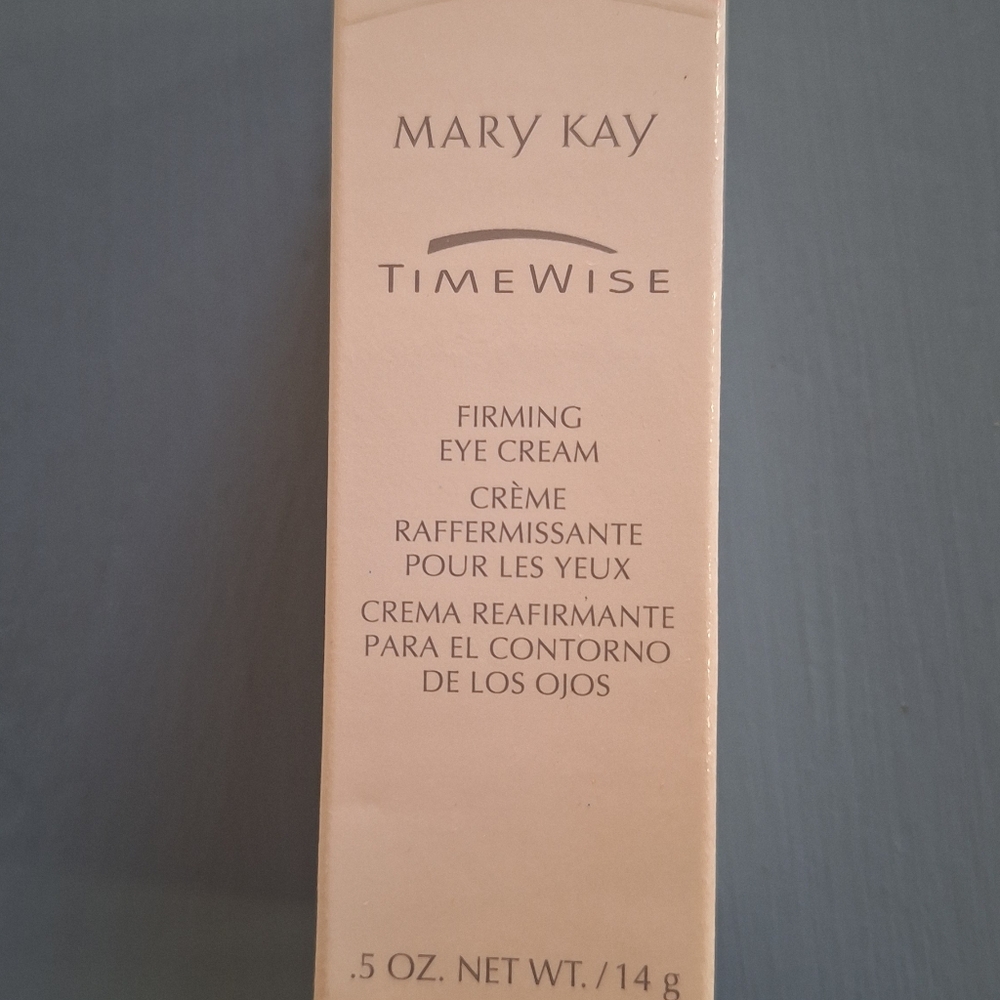 MARY KAY
TIMEWISE
FIRMING
EYE CREAM
CRÈME
RAFFERMISSANTE
POUR LES YEUX
CREMA REAFIRMANTE
PARA EL CONTORNO
DE LOS OJOS
.5 OZ. NET WT. / 14 g